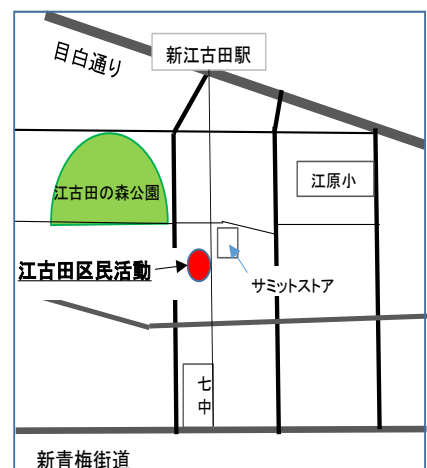 目白通り
新江古田駅
江原小
江古田の森公園
江古田区民活動
サミットストア
七
中
新青梅街道